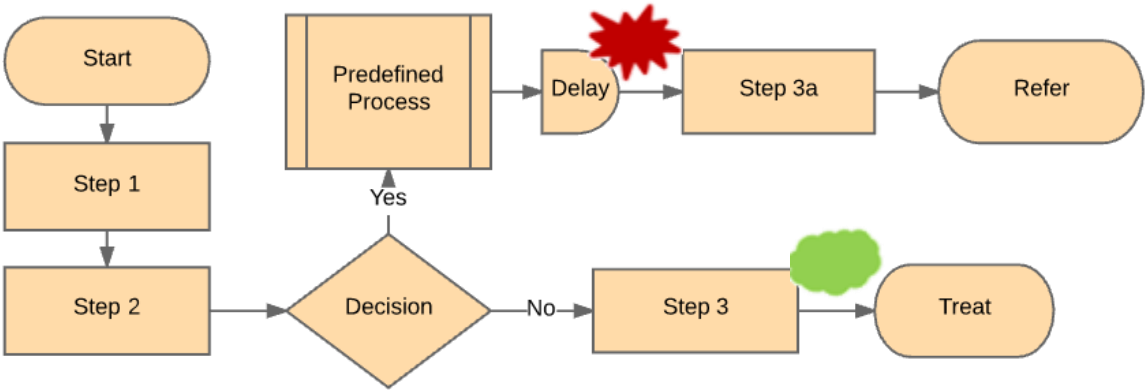 Start
Step 1
Step 2
Decision
Yes
Predefined
Process
Delay
Step 3a
Refer
No
Step 3
Treat